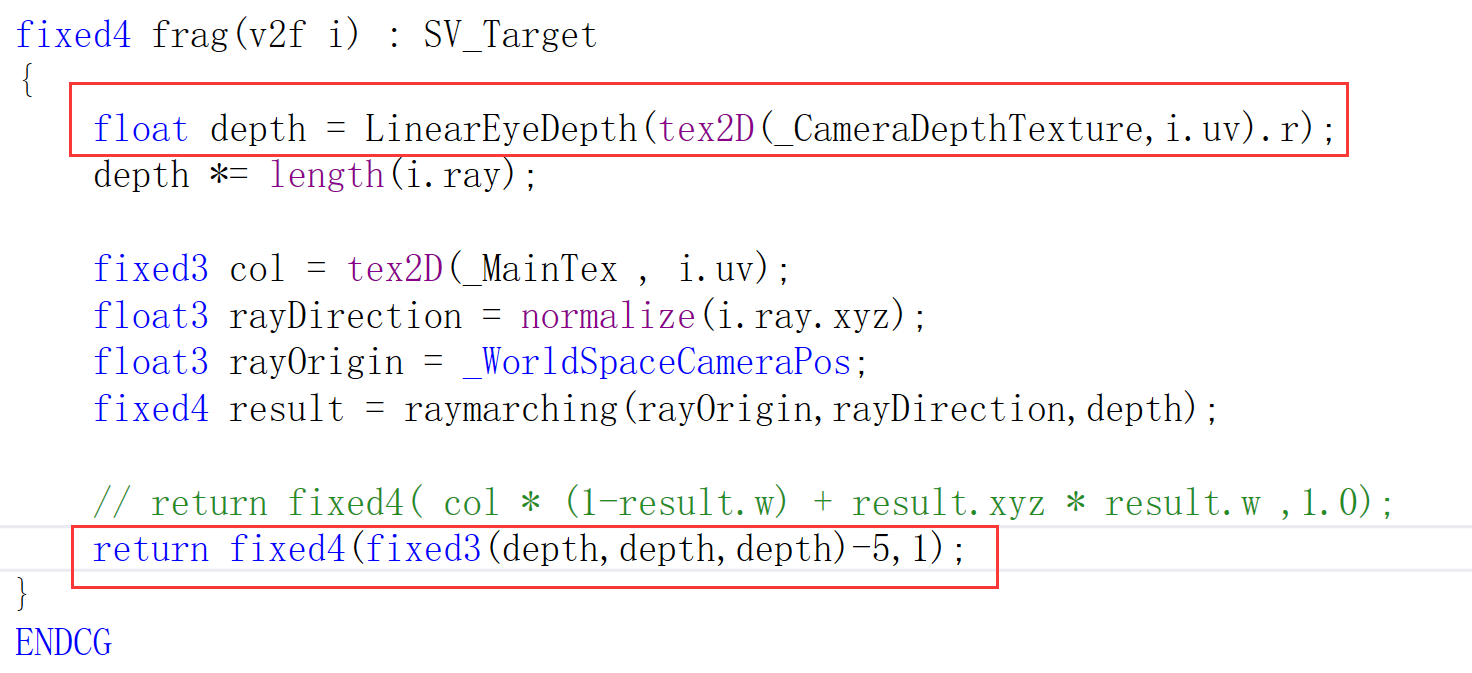 fixed4 frag(v2f i) : SV_Target
{
float depth = LinearEyeDepth(tex2D(_CameraDepthTexture,i.uv).r);
depth *= length(i.ray);
fixed3 col = tex2D(_MainTex , i.uv);
float3 rayDirection = normalize(i.ray.xyz);
float3 rayOrigin = _WorldSpaceCameraPos;
fixed4 result = raymarching(rayOrigin,rayDirection,depth);
// return fixed4( col * (1-result.w) + result.xyz * result.w ,1.0);
return fixed4(fixed3(depth,depth,depth)-5,1);
}
ENDCG